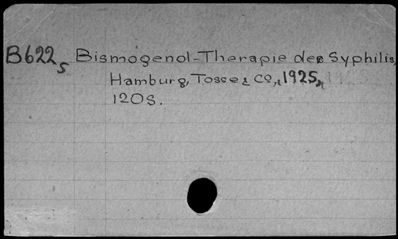 B622s Bismogenol-Therapie der Syphilis,
Hamburg, Tosse & Co., 1925,
120S.